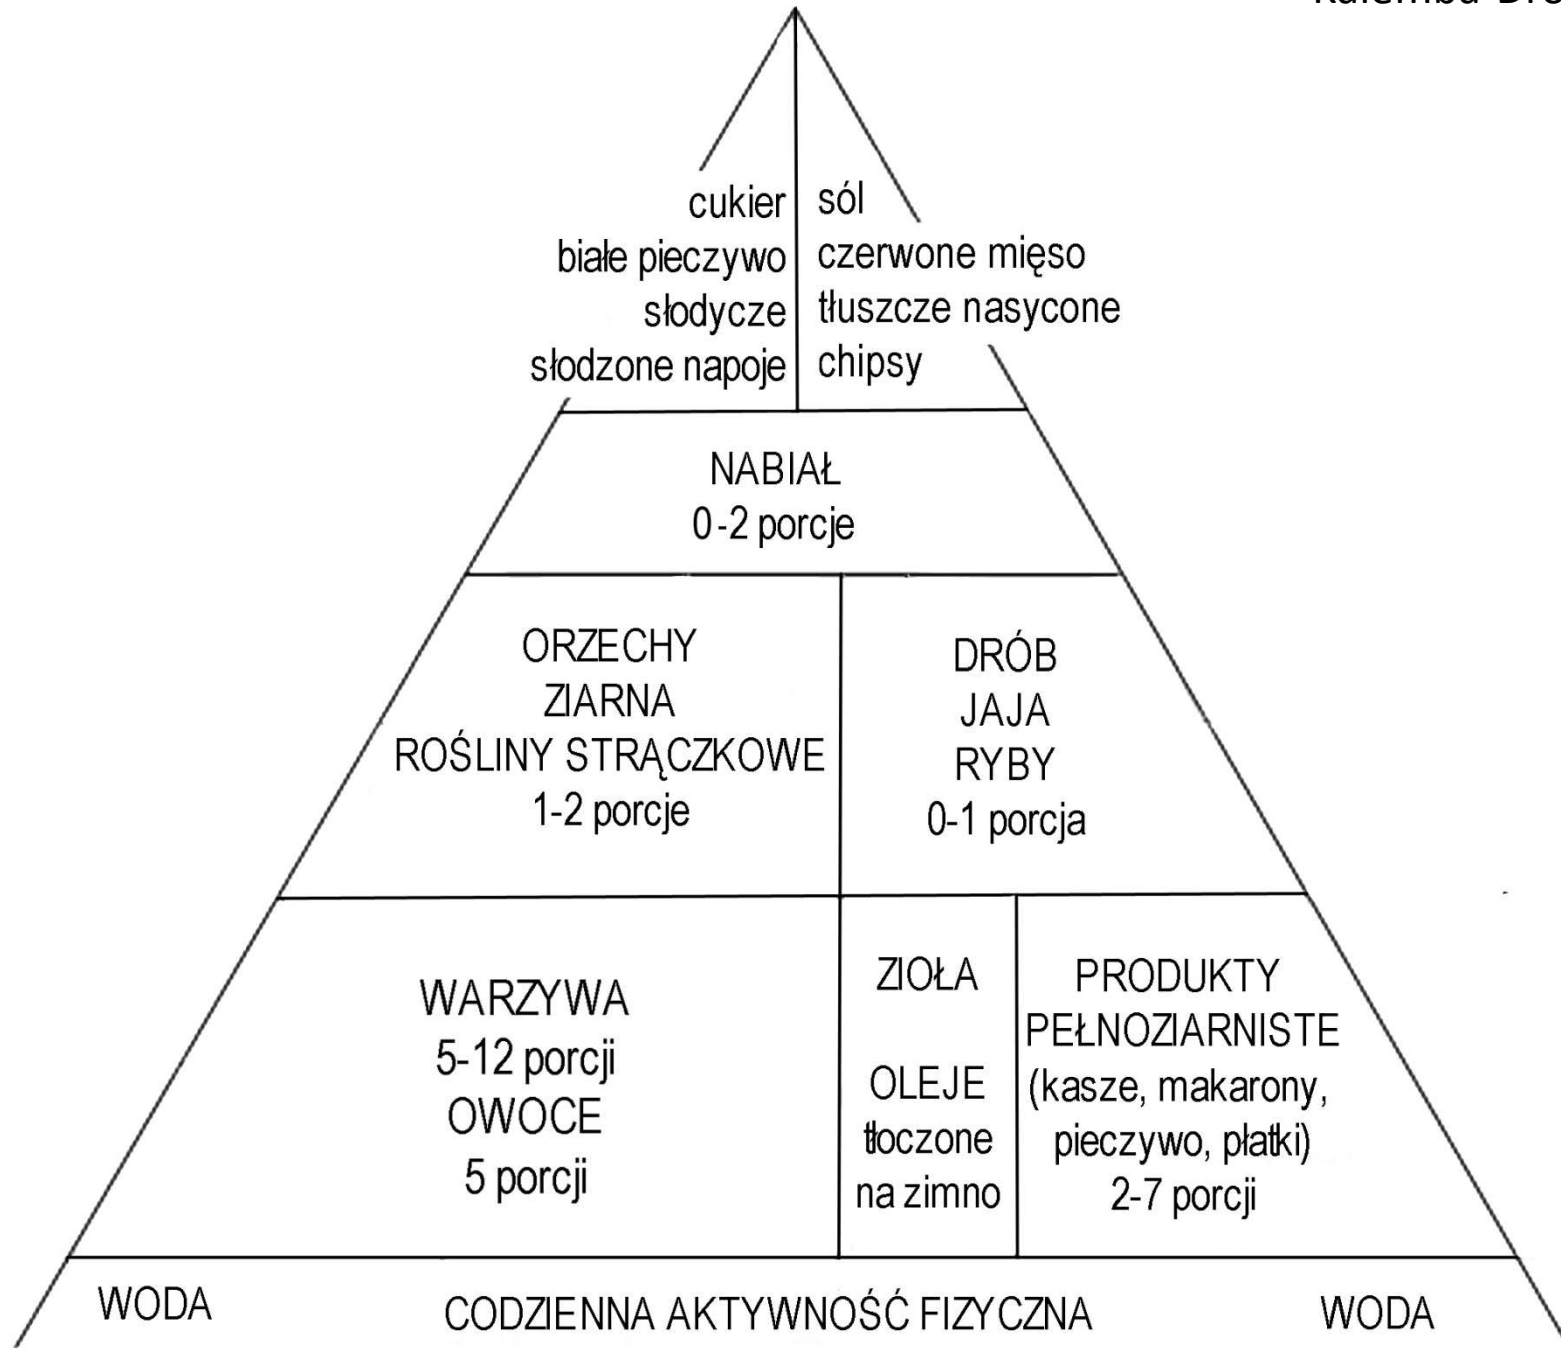 cukier
białe pieczywo
słodycze
słodzone napoje
sól
czerwone mięso
tłuszcze nasycone
chipsy
NABIAŁ
0-2 porcje
ORZECHY
ZIARNA
ROŚLINY STRĄCZKOWE
1-2 porcje
DRÓB
JAJA
RYBY
0-1 porcja
WARZYWA
5-12 porcji
OWOCE
5 porcji
ZIOŁA
OLEJE
tłoczone
na zimno
PRODUKTY
PEŁNOZIARNISTE
(kasze, makarony,
pieczywo, płatki)
2-7 porcji
WODA
CODZIENNA AKTYWNOŚĆ FIZYCZNA
WODA